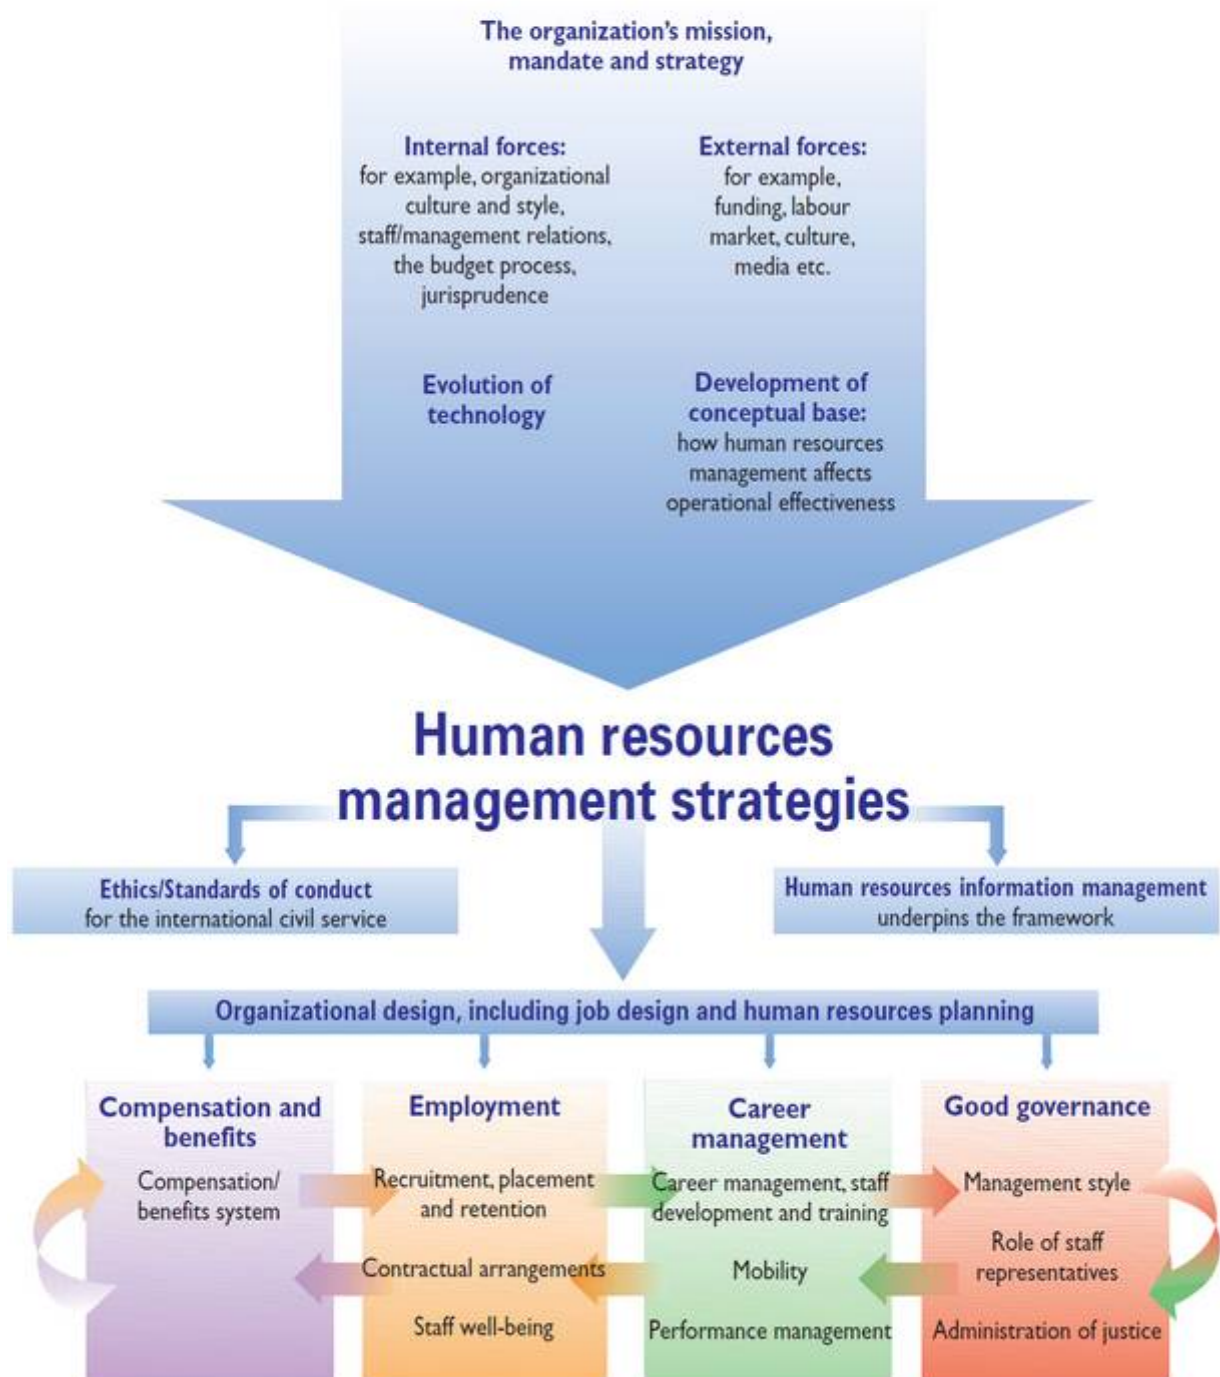 The organization's mission,
mandate and strategy
Internal forces:
for example, organizational
culture and style,
staff/management relations,
the budget process,
jurisprudence
External forces:
for example,
funding, labour
market, culture,
media etc.
Evolution of
technology
Development of
conceptual base:
how human resources
management affects
operational effectiveness
Human resources
management strategies
Ethics/Standards of conduct
for the international civil service
Human resources information management
underpins the framework
Organizational design, including job design and human resources planning
Compensation and
benefits
Compensation/
benefits system
Employment
Recruitment, placement
and retention
Contractual arrangements
Staff well-being
Career
management
Career management, staff
development and training
Mobility
Performance management
Good governance
Management style
Role of staff
representatives
Administration of justice